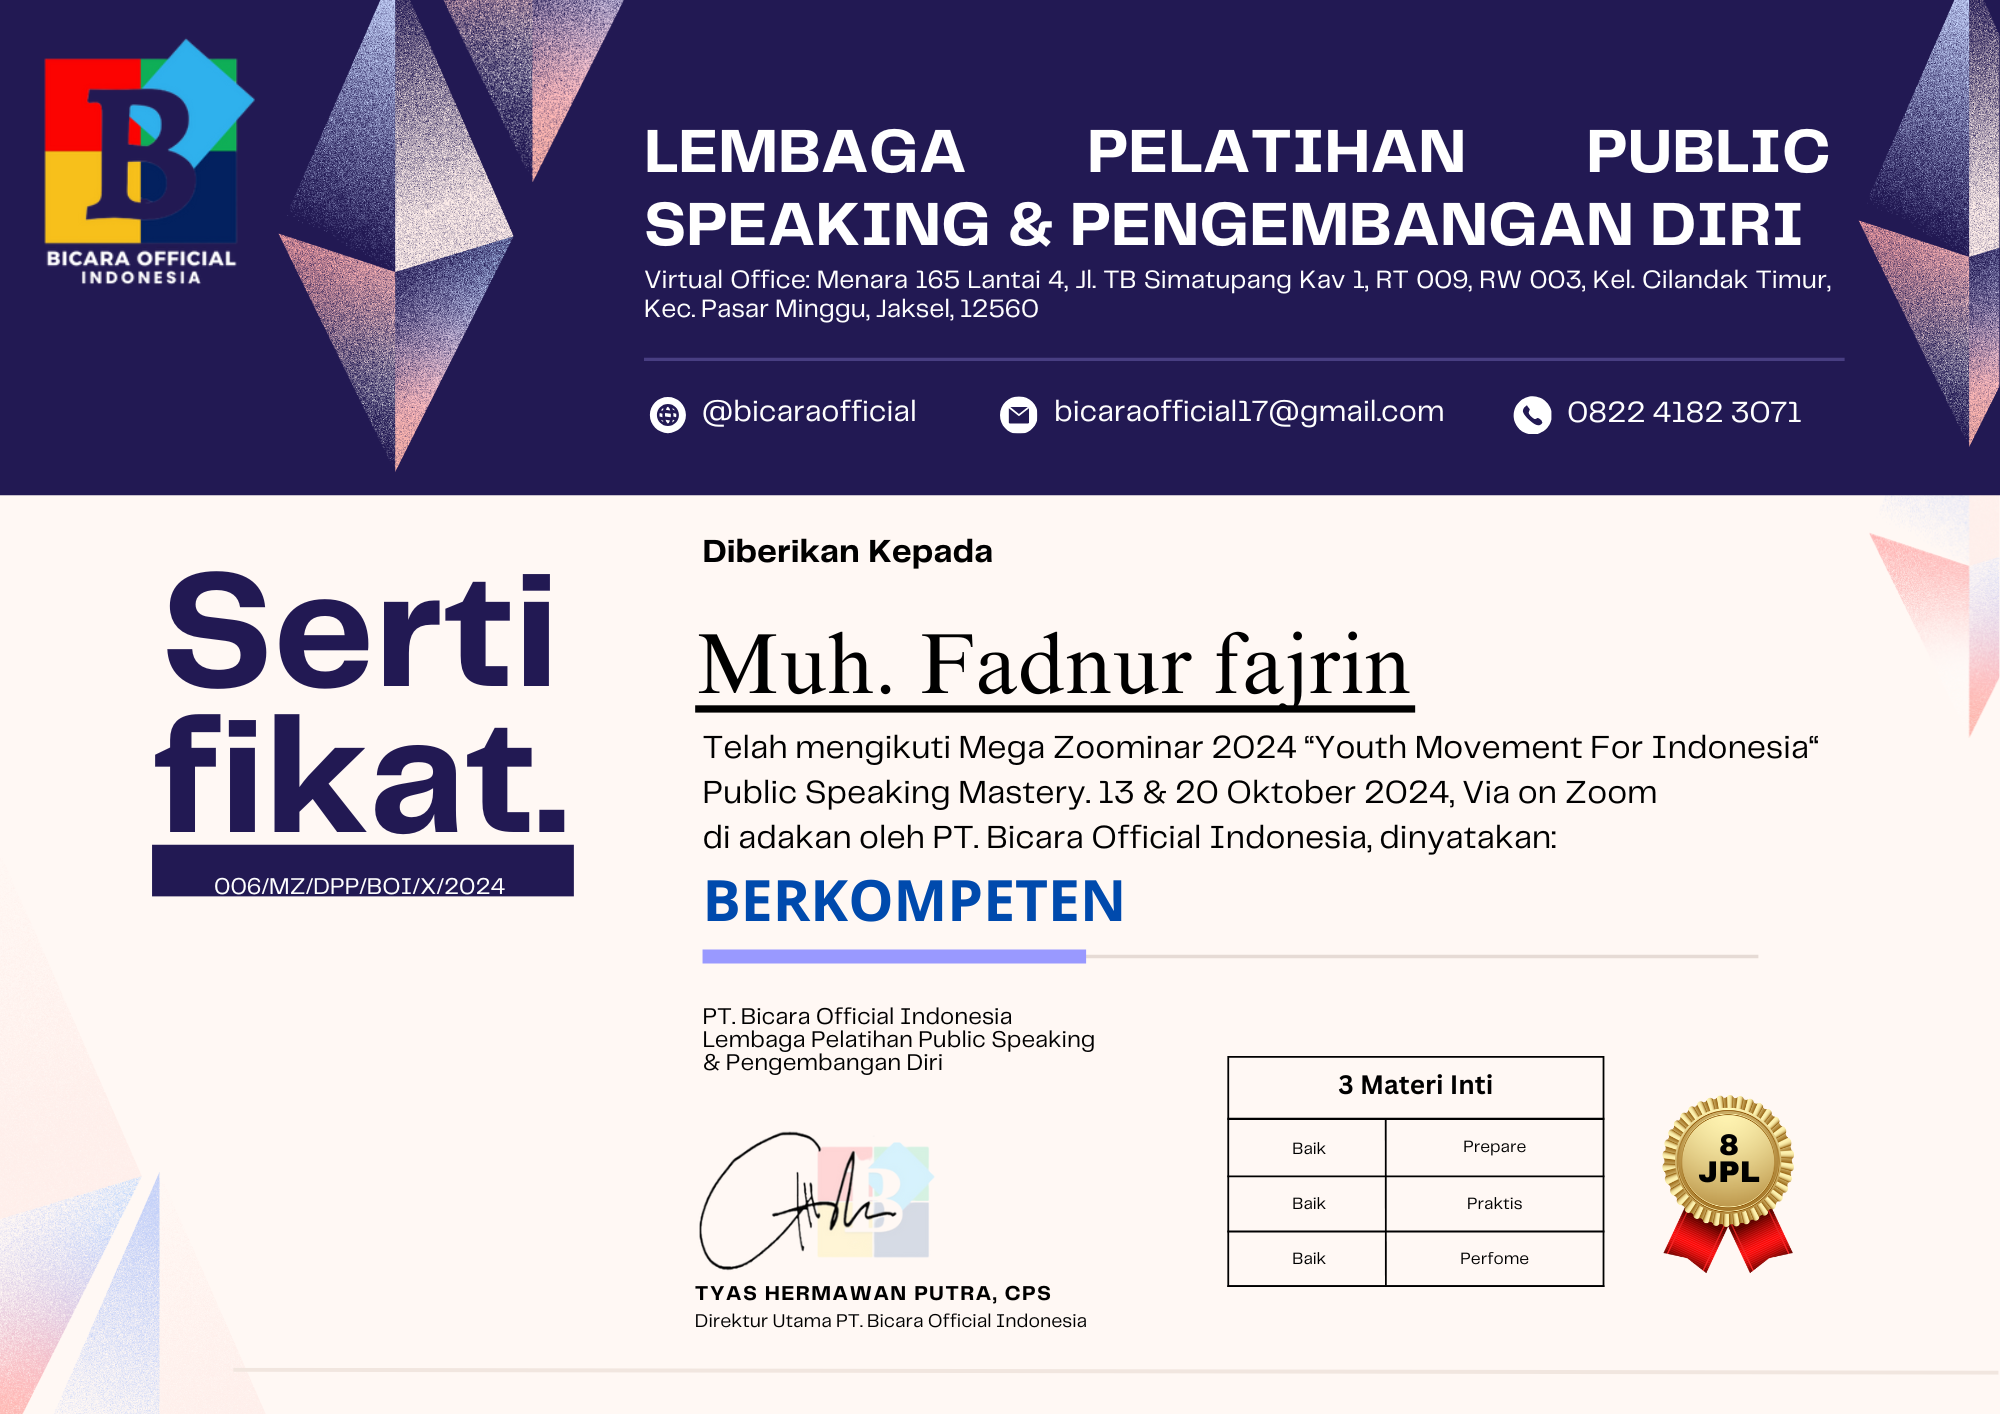 B
BICARA OFFICIAL
INDONESIA
LEMBAGA PELATIHAN PUBLIC
SPEAKING & PENGEMBANGAN DIRI
Virtual Office: Menara 165 Lantai 4, Jl. TB Simatupang Kav 1, RT 009, RW 003, Kel. Cilandak Timur,
Kec. Pasar Minggu, Jaksel, 12560
@bicaraofficial
bicaraofficial17@gmail.com
0822 4182 3071
Serti
fikat.
006/MZ/DPP/BOI/X/2024
Diberikan Kepada
Muh. Fadnur fajrin
Telah mengikuti Mega Zoominar 2024 “Youth Movement For Indonesia“
Public Speaking Mastery. 13 & 20 Oktober 2024, Via on Zoom
di adakan oleh PT. Bicara Official Indonesia, dinyatakan:
BERKOMPETEN
PT. Bicara Official Indonesia
Lembaga Pelatihan Public Speaking
& Pengembangan Diri
B
TYAS HERMAWAN PUTRA, CPS
Direktur Utama PT. Bicara Official Indonesia
3 Materi Inti
Baik Prepare
Baik Praktis
Baik Perfome
8
JPL